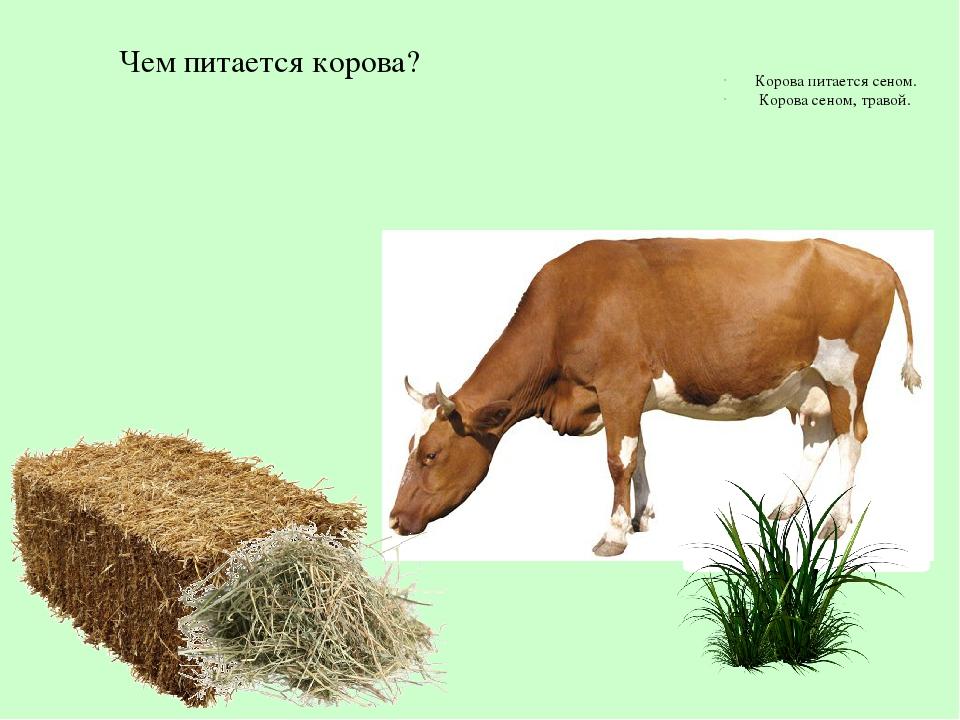 Чем питается корова?
Корова питается сеном.
Корова сеном, травой.